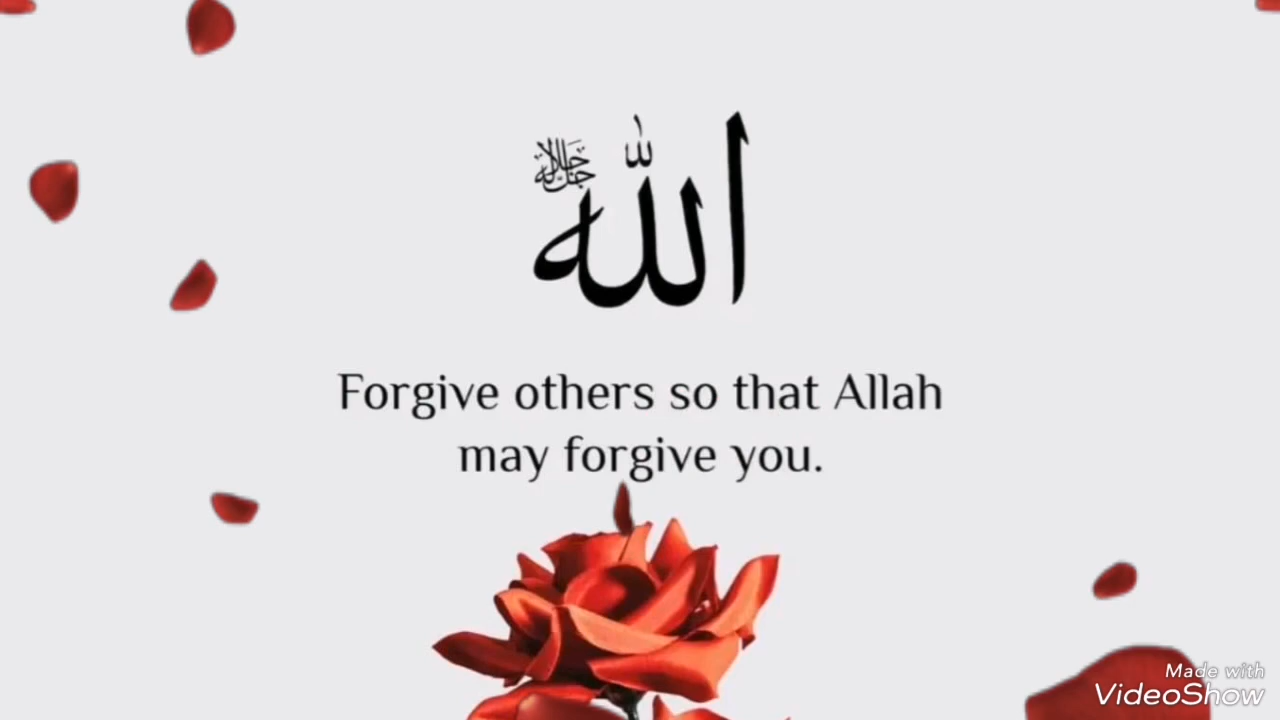 الله جل جلاله
Forgive others so that Allah
may forgive you.
Made with
VideoShow